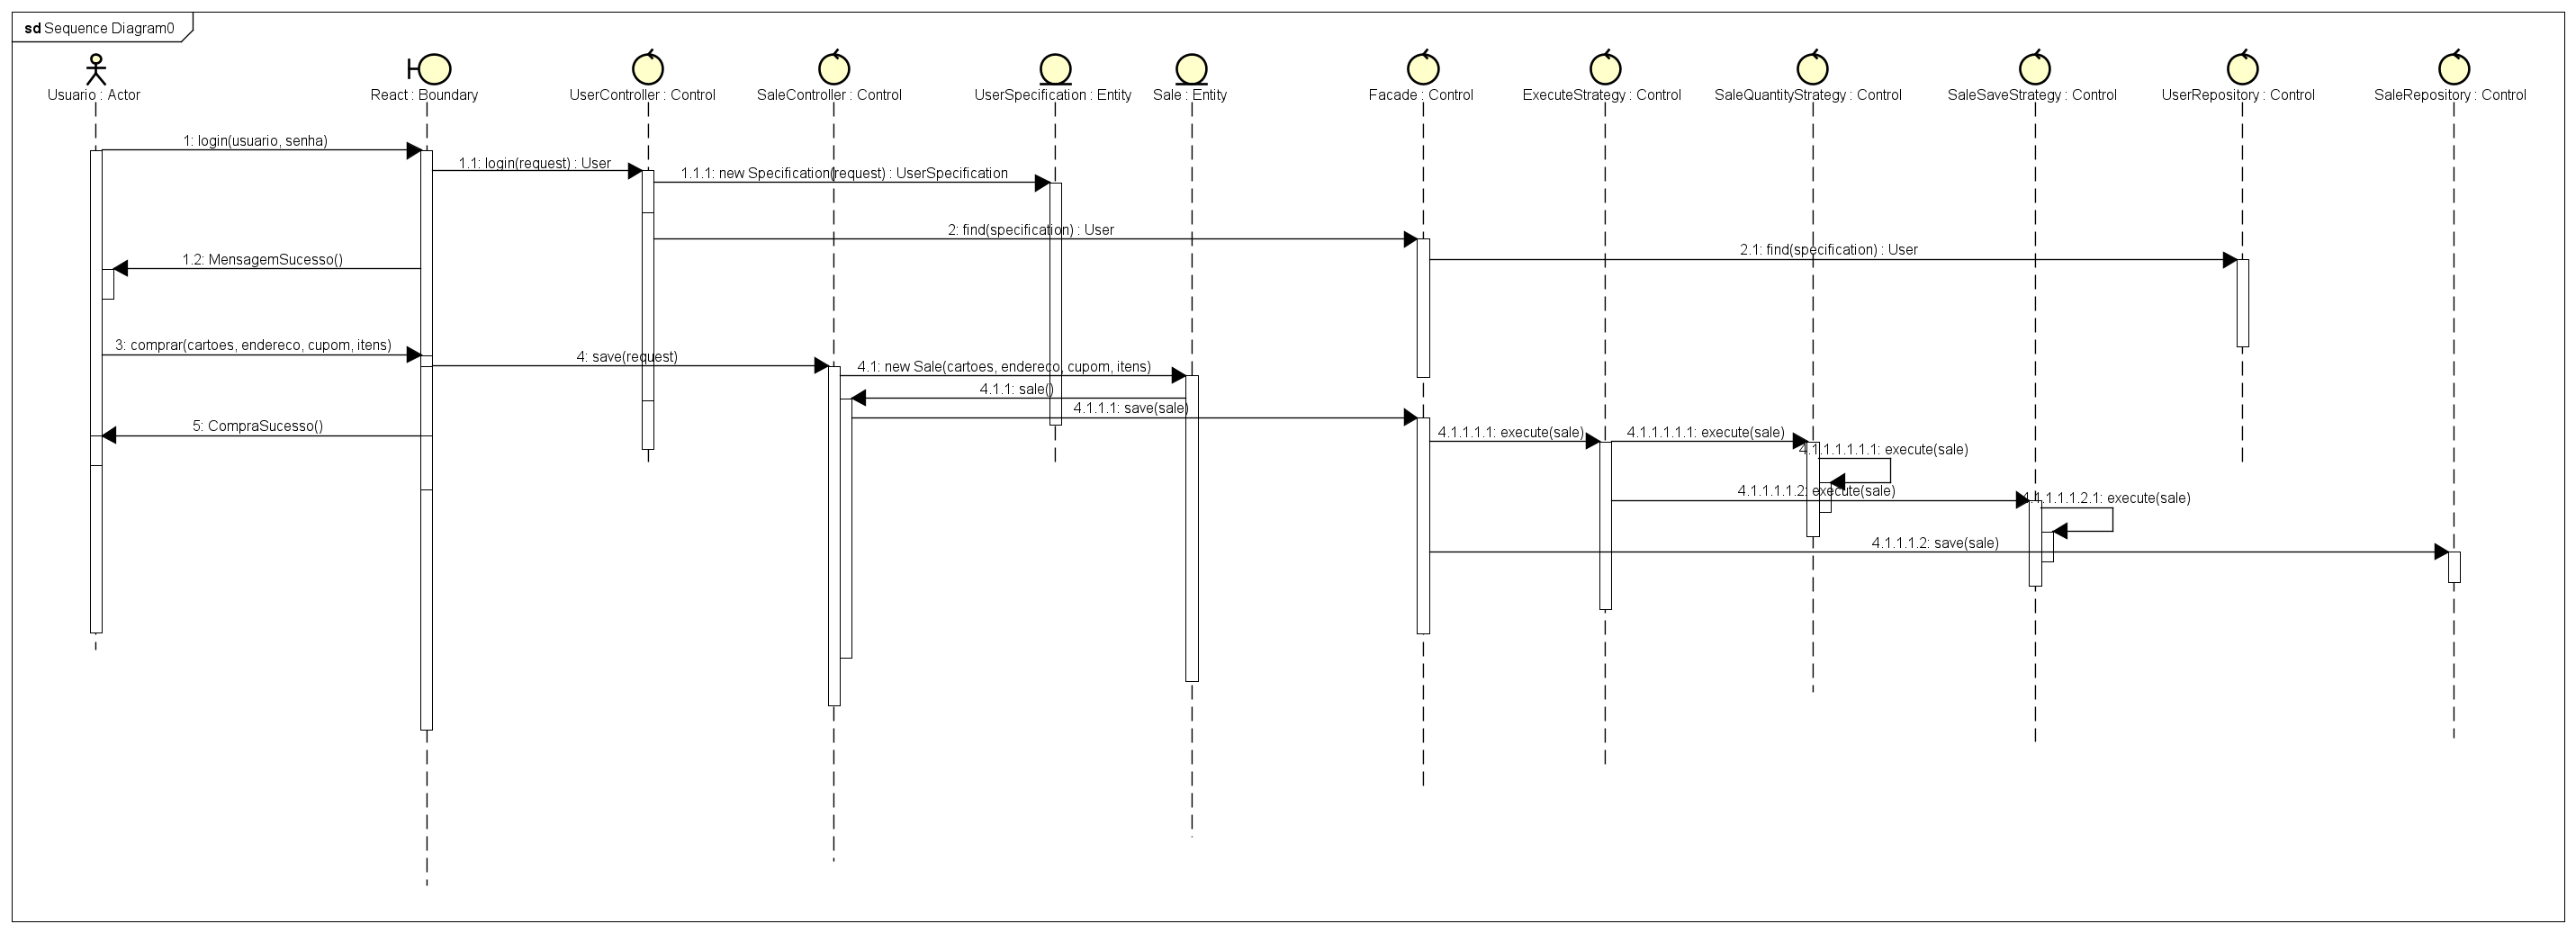 sd Sequence Diagram0
Usuario : Actor
React : Boundary
UserController : Control
SaleController : Control
UserSpecification : Entity
Sale : Entity
Facade : Control
ExecuteStrategy : Control
SaleQuantityStrategy : Control
SaleSaveStrategy : Control
UserRepository : Control
SaleRepository : Control
1: login(usuario, senha)
1.1: login(request) : User
1.1.1: new Specification(request) : UserSpecification
2: find(specification) : User
2.1: find(specification) : User
1.2: MensagemSucesso()
3: comprar(cartoes, endereco, cupom, itens)
4: save(request)
4.1: new Sale(cartoes, endereco, cupom, itens)
4.1.1: sale()
4.1.1.1: save(sale)
5: CompraSucesso()
4.1.1.1.1: execute(sale)
4.1.1.1.1.1: execute(sale)
4.1.1.1.1.1.1: execute(sale)
4.1.1.1.1.2: execute(sale)
4.1.1.1.1.2.1: execute(sale)
4.1.1.1.2: save(sale)